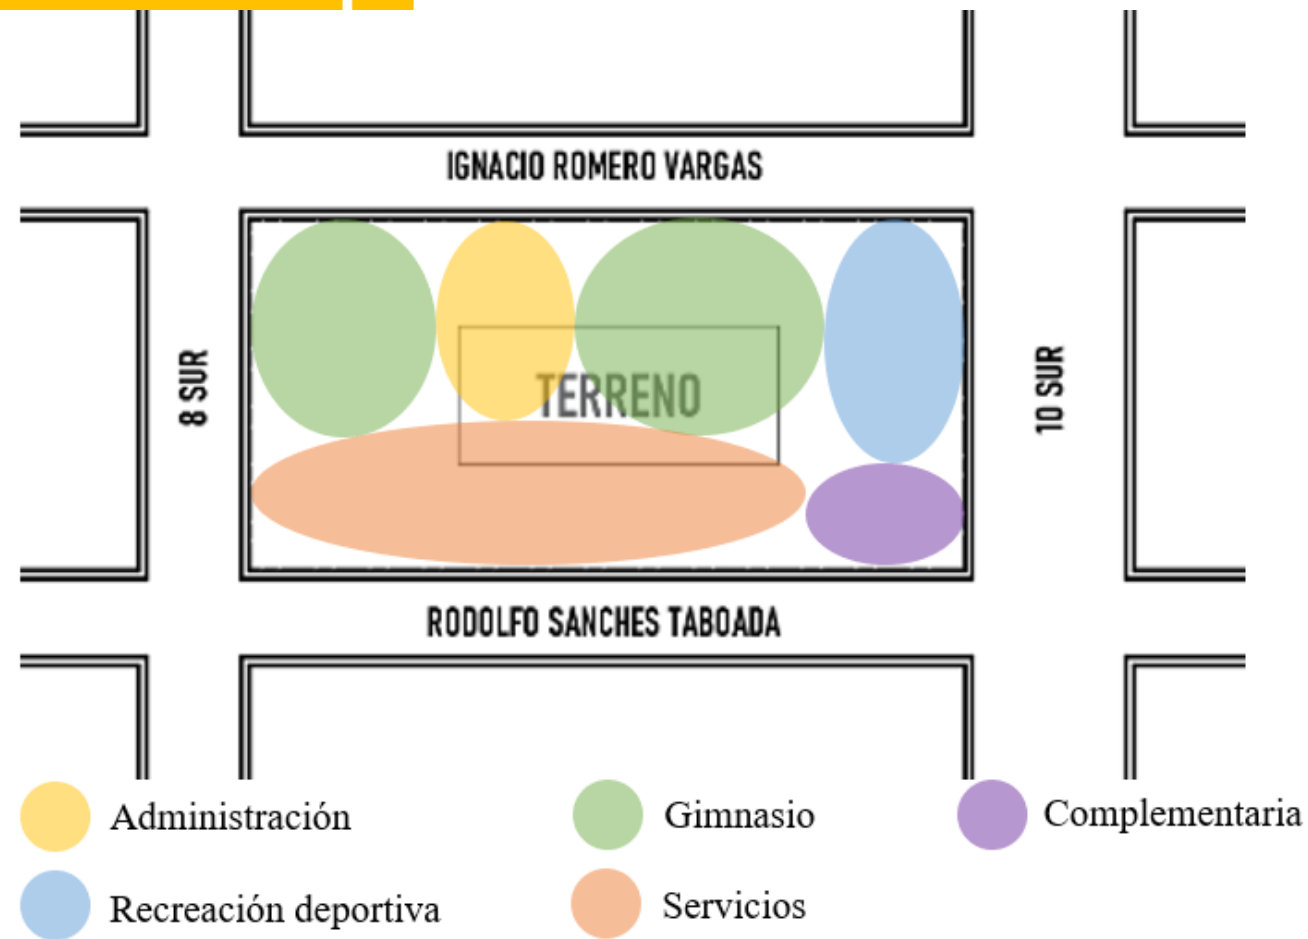 IGNACIO ROMERO VARGAS
8 SUR
TERRENO
10 SUR
RODOLFO SANCHES TABOADA
Administración
Gimnasio
Complementaria
Recreación deportiva
Servicios